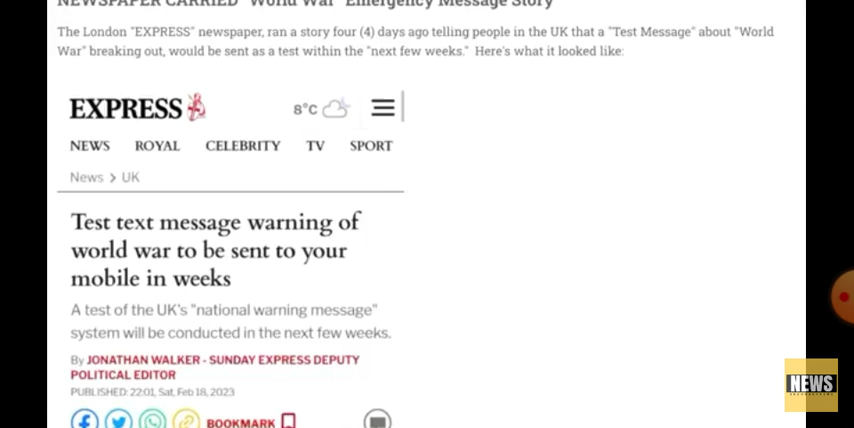 NEWSPAPER CARRIED "World War" Emergency Message Story
The London "EXPRESS" newspaper, ran a story four (4) days ago telling people in the UK that a "Test Message" about "World
War" breaking out, would be sent as a test within the "next few weeks." Here's what it looked like:
EXPRESS
8°C
NEWS ROYAL CELEBRITY TV SPORT
News > UK
Test text message warning of
world war to be sent to your
mobile in weeks
A test of the UK's "national warning message"
system will be conducted in the next few weeks.
By JONATHAN WALKER - SUNDAY EXPRESS DEPUTY
POLITICAL EDITOR
PUBLISHED: 22:01, Sat, Feb 18, 2023
BOOKMARK
NEWS